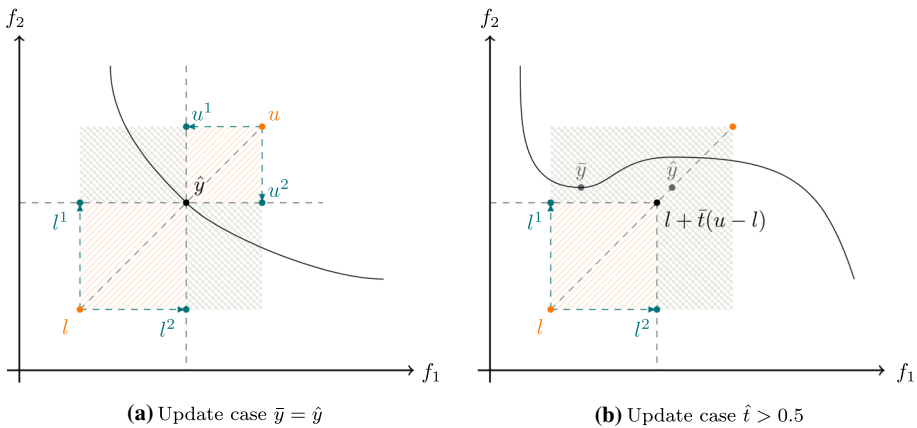 f₂
u¹
u
ŷ
u²
l¹
l
l²
f₁
(a) Update case ȳ = ŷ
f₂
ȳ
ŷ
l¹
l + t̄(u − l)
l
l²
f₁
(b) Update case t̂ > 0.5